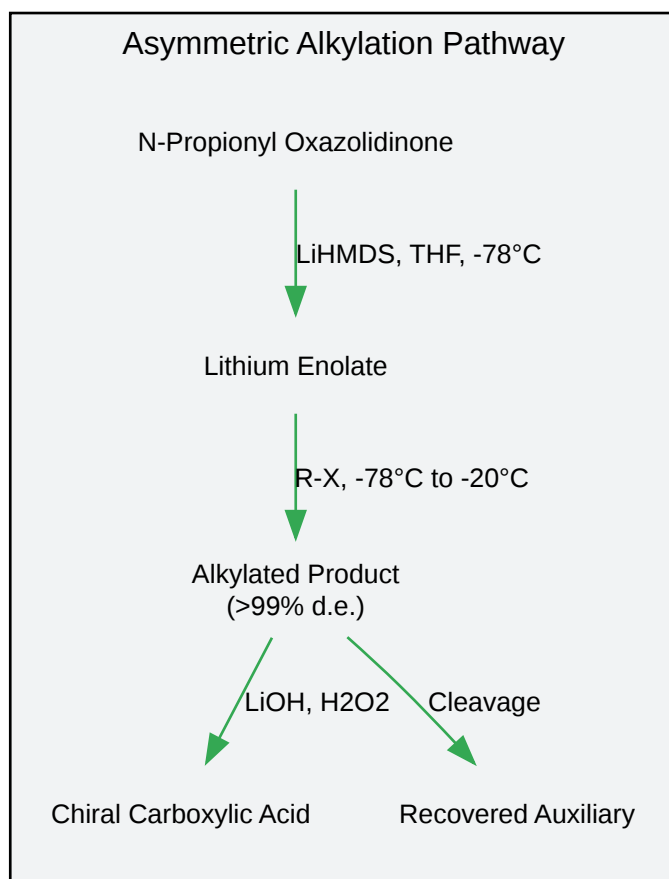 Asymmetric Alkylation Pathway
N-Propionyl Oxazolidinone
LiHMDS, THF, -78°C
Lithium Enolate
R-X, -78°C to -20°C
Alkylated Product
(>99% d.e.)
LiOH, H2O2
Cleavage
Chiral Carboxylic Acid
Recovered Auxiliary